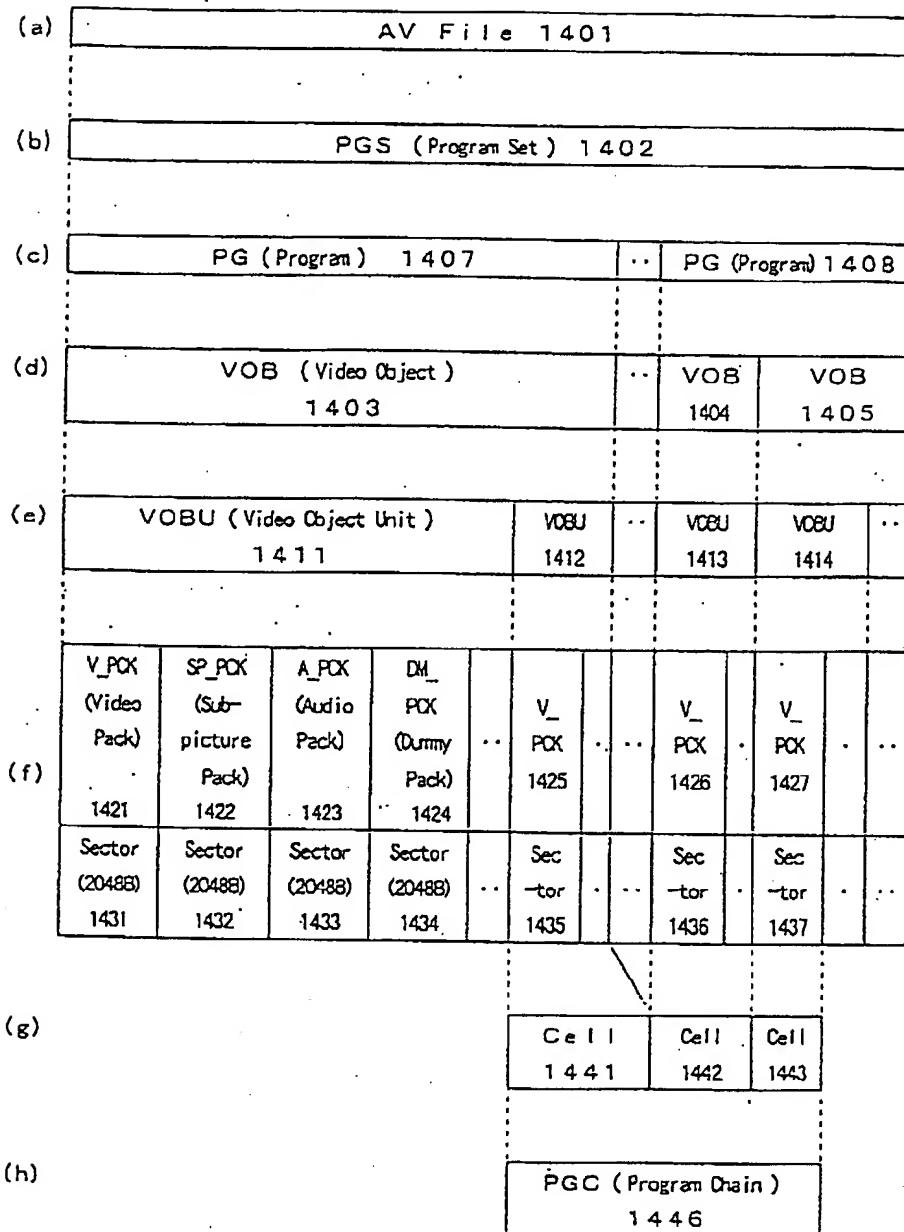 (a) AV File 1401
(b) PGS (Program Set) 1402
(c) PG (Program) 1407 ・・ PG (Program) 1408
(d) VOB (Video Object) ・・ VOB VOB
1403 1404 1405
(e) VOBU (Video Object Unit) VOBU ・・ VOBU VOBU ・・
1411 1412 1413 1414
(f)
V_PCK
(Video
Pack)
1421
SP_PCK
(Sub-
picture
Pack)
1422
A_PCK
(Audio
Pack)
1423
DM_
PCK
(Dummy
Pack)
1424
・・
V_
PCK
1425
・ ・・
V_
PCK
1426
・
V_
PCK
1427
・ ・・
Sector
(2048B)
1431
Sector
(2048B)
1432
Sector
(2048B)
1433
Sector
(2048B)
1434
・・
Sec
-tor
1435
・ ・・
Sec
-tor
1436
・
Sec
-tor
1437
・ ・・
(g) Cell Cell Cell
1441 1442 1443
(h) PGC (Program Chain)
1446